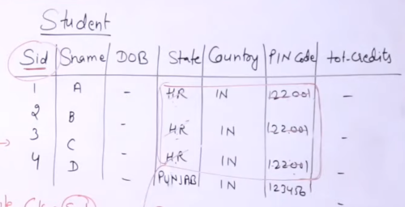 Student
Sid Sname DOB State Country PIN Code tot-credits
1 A - HR IN 122001 -
2 B
3 - HR IN 122001 -
C
4 - HR IN 122001 -
D PUNJAB IN 123456 -